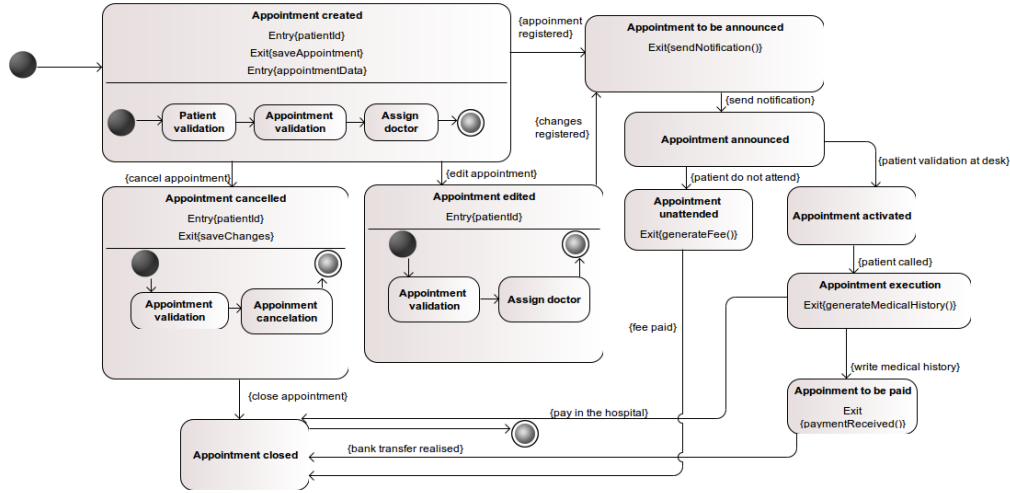 Appointment created
Entry{patientId}
Exit{saveAppointment}
Entry{appointmentData}
Patient
validation
Appointment
validation
Assign
doctor
{appoinment
registered}
Appointment to be announced
Exit{sendNotification()}
{changes
registered}
{send notification}
Appointment announced
{patient validation at desk}
{cancel appointment}
{edit appointment}
{patient do not attend}
Appointment cancelled
Entry{patientId}
Exit{saveChanges}
Appointment
validation
Appoinment
cancelation
Appointment edited
Entry{patientId}
Appointment
validation
Assign doctor
Appointment
unattended
Exit{generateFee()}
Appointment activated
{patient called}
Appointment execution
Exit{generateMedicalHistory()}
{fee paid}
{write medical history}
{close appointment}
{pay in the hospital}
Appoinment to be paid
Exit
{paymentReceived()}
Appointment closed
{bank transfer realised}